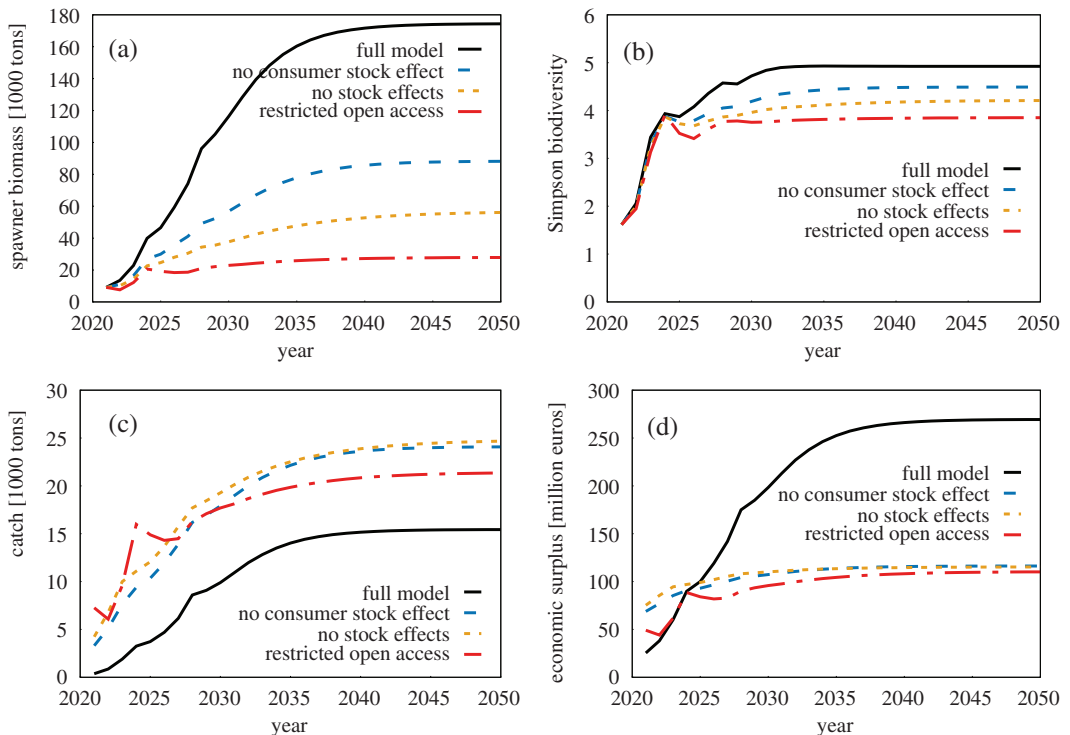 (a)
spawner biomass [1000 tons]
180
160
140
120
100
80
60
40
20
0
full model
no consumer stock effect
no stock effects
restricted open access
2020 2025 2030 2035 2040 2045 2050
year
(b)
Simpson biodiversity
6
5
4
3
2
1
0
full model
no consumer stock effect
no stock effects
restricted open access
2020 2025 2030 2035 2040 2045 2050
year
(c)
catch [1000 tons]
30
25
20
15
10
5
0
full model
no consumer stock effect
no stock effects
restricted open access
2020 2025 2030 2035 2040 2045 2050
year
(d)
economic surplus [million euros]
300
250
200
150
100
50
0
full model
no consumer stock effect
no stock effects
restricted open access
2020 2025 2030 2035 2040 2045 2050
year